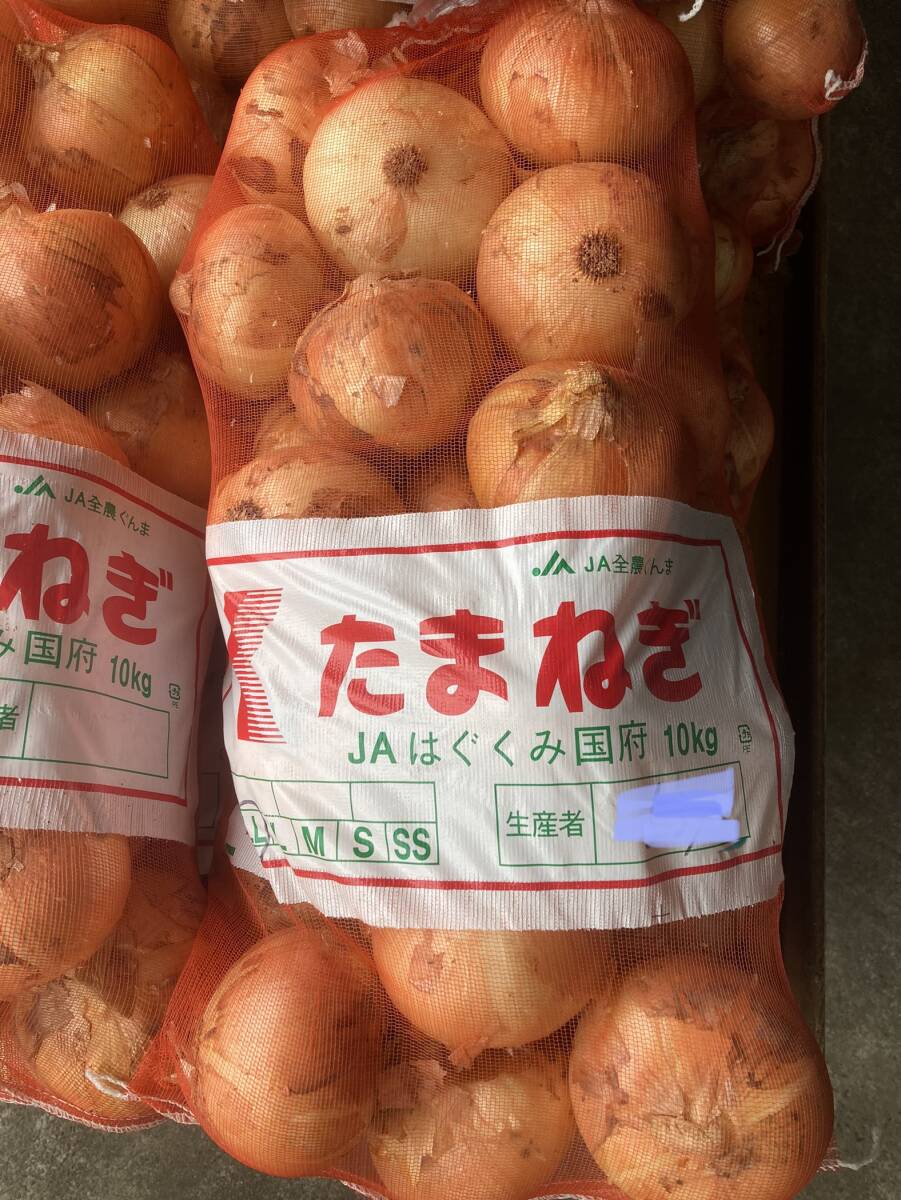 JA全農ぐんま
ねぎ
み国府 10kg
PE
者
JA全農ぐんま
たまねぎ
JAはぐくみ国府 10kg
PE
L M S SS
生産者